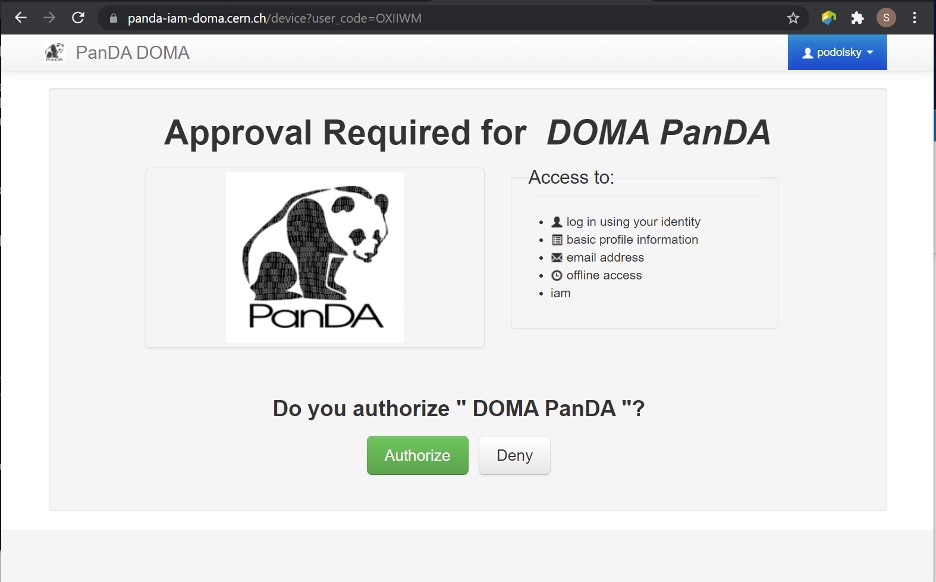 panda-iam-doma.cern.ch/device?user_code=OXIIWM
S
PanDA
PanDA DOMA
podolsky
Approval Required for DOMA PanDA
PanDA
Access to:
log in using your identity
basic profile information
email address
offline access
iam
Do you authorize " DOMA PanDA "?
Authorize
Deny